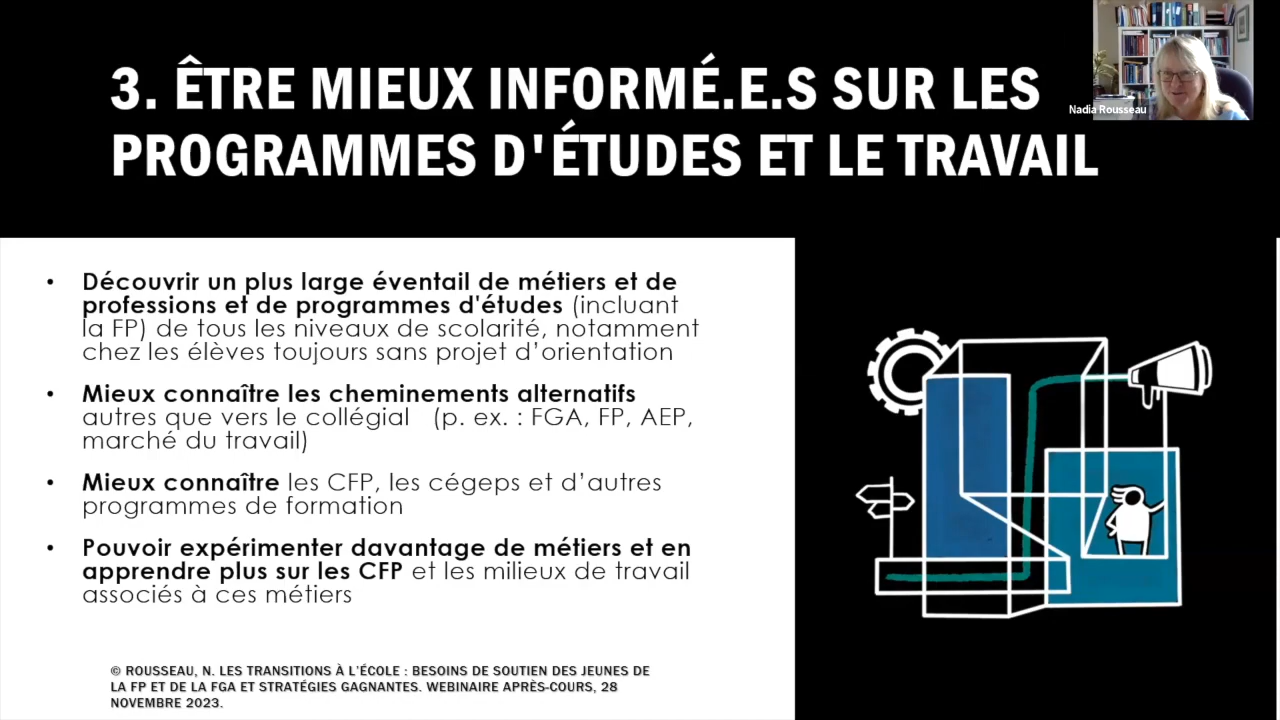 3. ÊTRE MIEUX INFORMÉ.E.S SUR LES
PROGRAMMES D'ÉTUDES ET LE TRAVAIL
Nadia Rousseau
• Découvrir un plus large éventail de métiers et de
professions et de programmes d'études (incluant
la FP) de tous les niveaux de scolarité, notamment
chez les élèves toujours sans projet d’orientation
• Mieux connaître les cheminements alternatifs
autres que vers le collégial (p. ex. : FGA, FP, AEP,
marché du travail)
• Mieux connaître les CFP, les cégeps et d’autres
programmes de formation
• Pouvoir expérimenter davantage de métiers et en
apprendre plus sur les CFP et les milieux de travail
associés à ces métiers
© ROUSSEAU, N. LES TRANSITIONS À L’ÉCOLE : BESOINS DE SOUTIEN DES JEUNES DE
LA FP ET DE LA FGA ET STRATÉGIES GAGNANTES. WEBINAIRE APRÈS-COURS, 28
NOVEMBRE 2023.